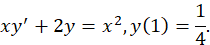 xy′ + 2y = x², y(1) = 1/4.